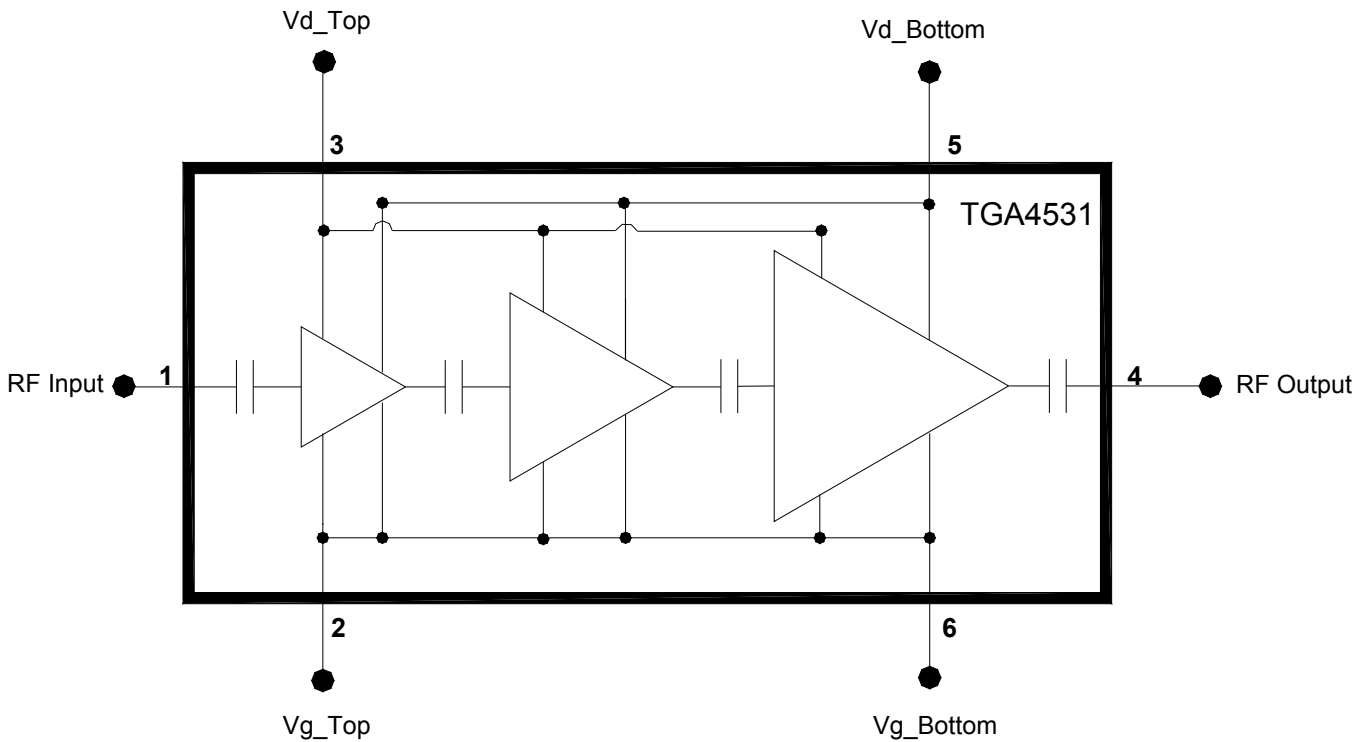 Vd_Top
Vd_Bottom
3
5
TGA4531
RF Input
1
4
RF Output
2
6
Vg_Top
Vg_Bottom